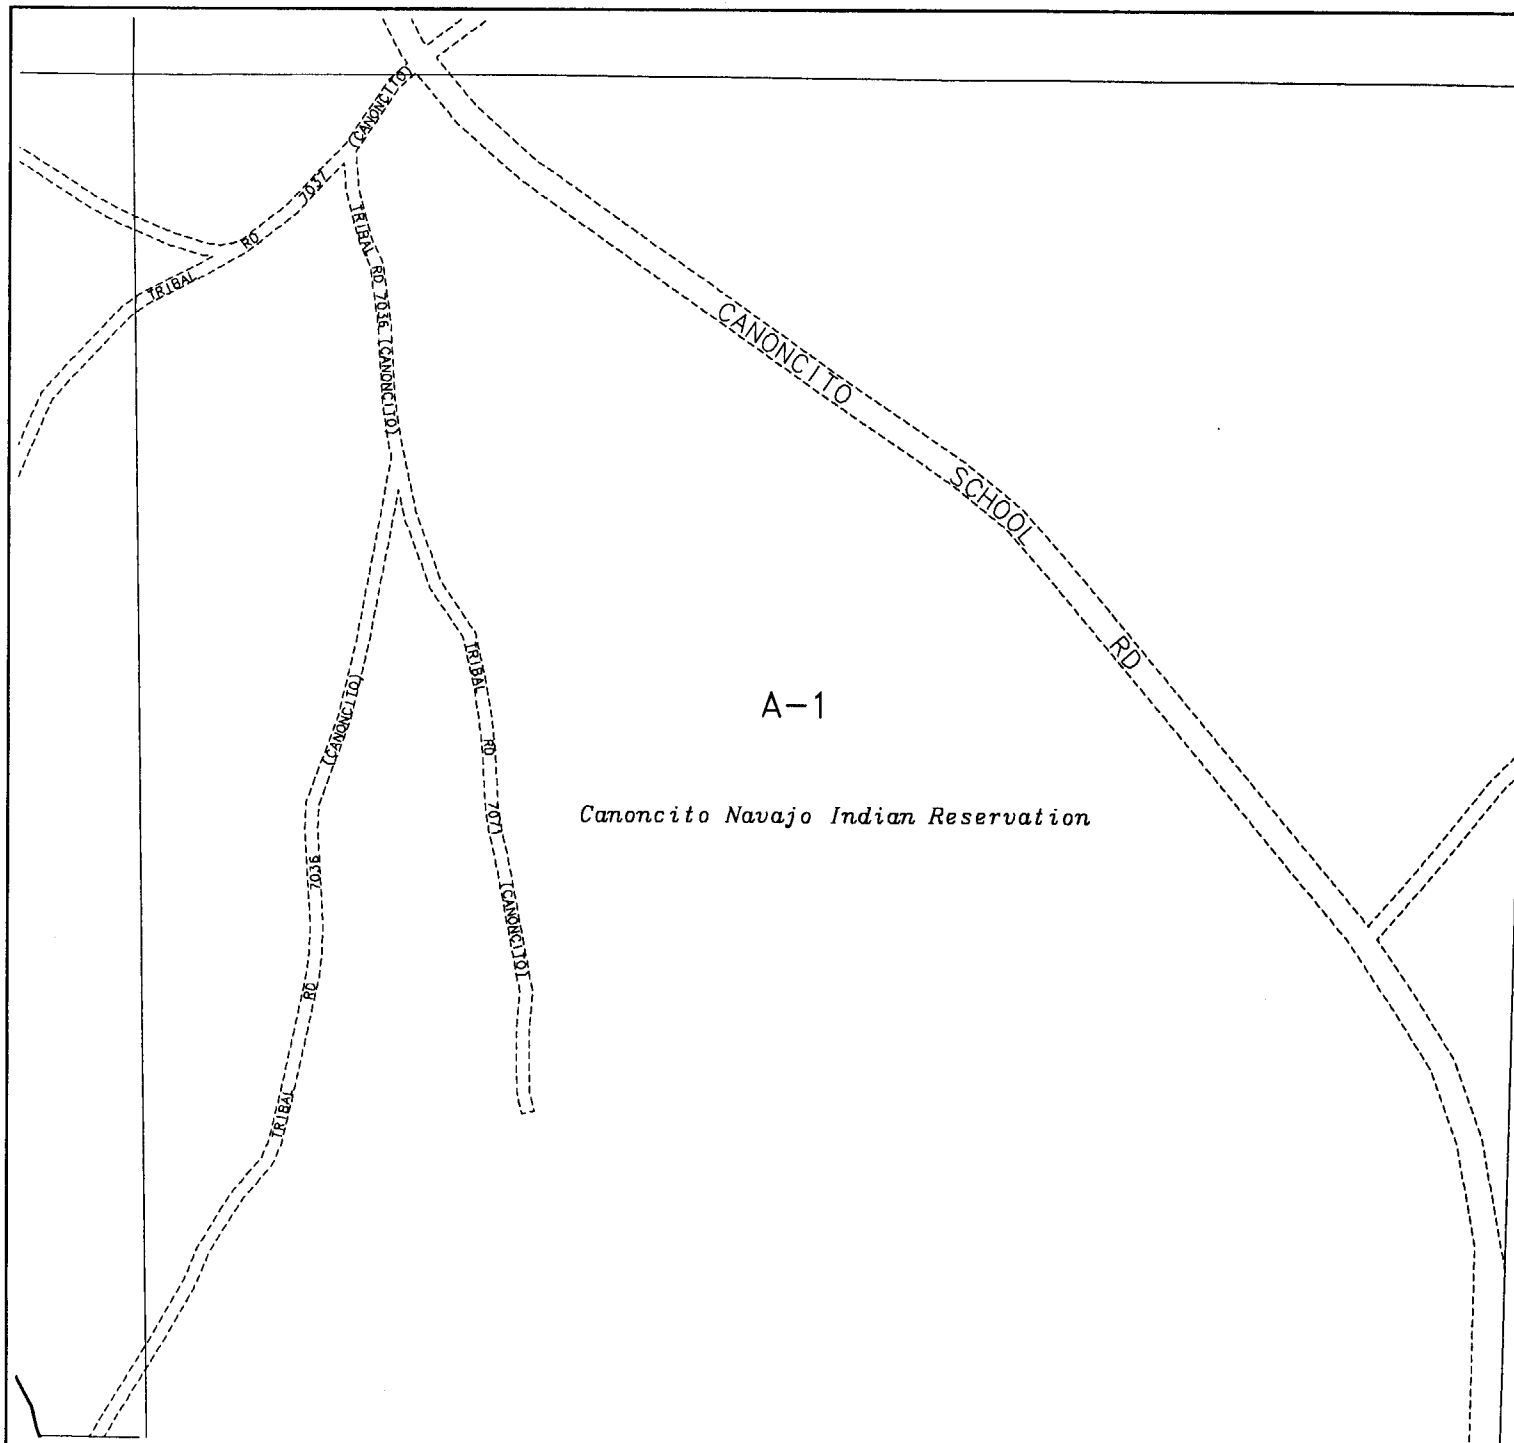 TRIBAL RD 7037 (CANONCITO)
TRIBAL RD 7036 (CANONCITO)
CANONCITO SCHOOL RD
TRIBAL RD 7036 (CANONCITO)
TRIBAL RD 7071 (CANONCITO)
A-1
Canoncito Navajo Indian Reservation